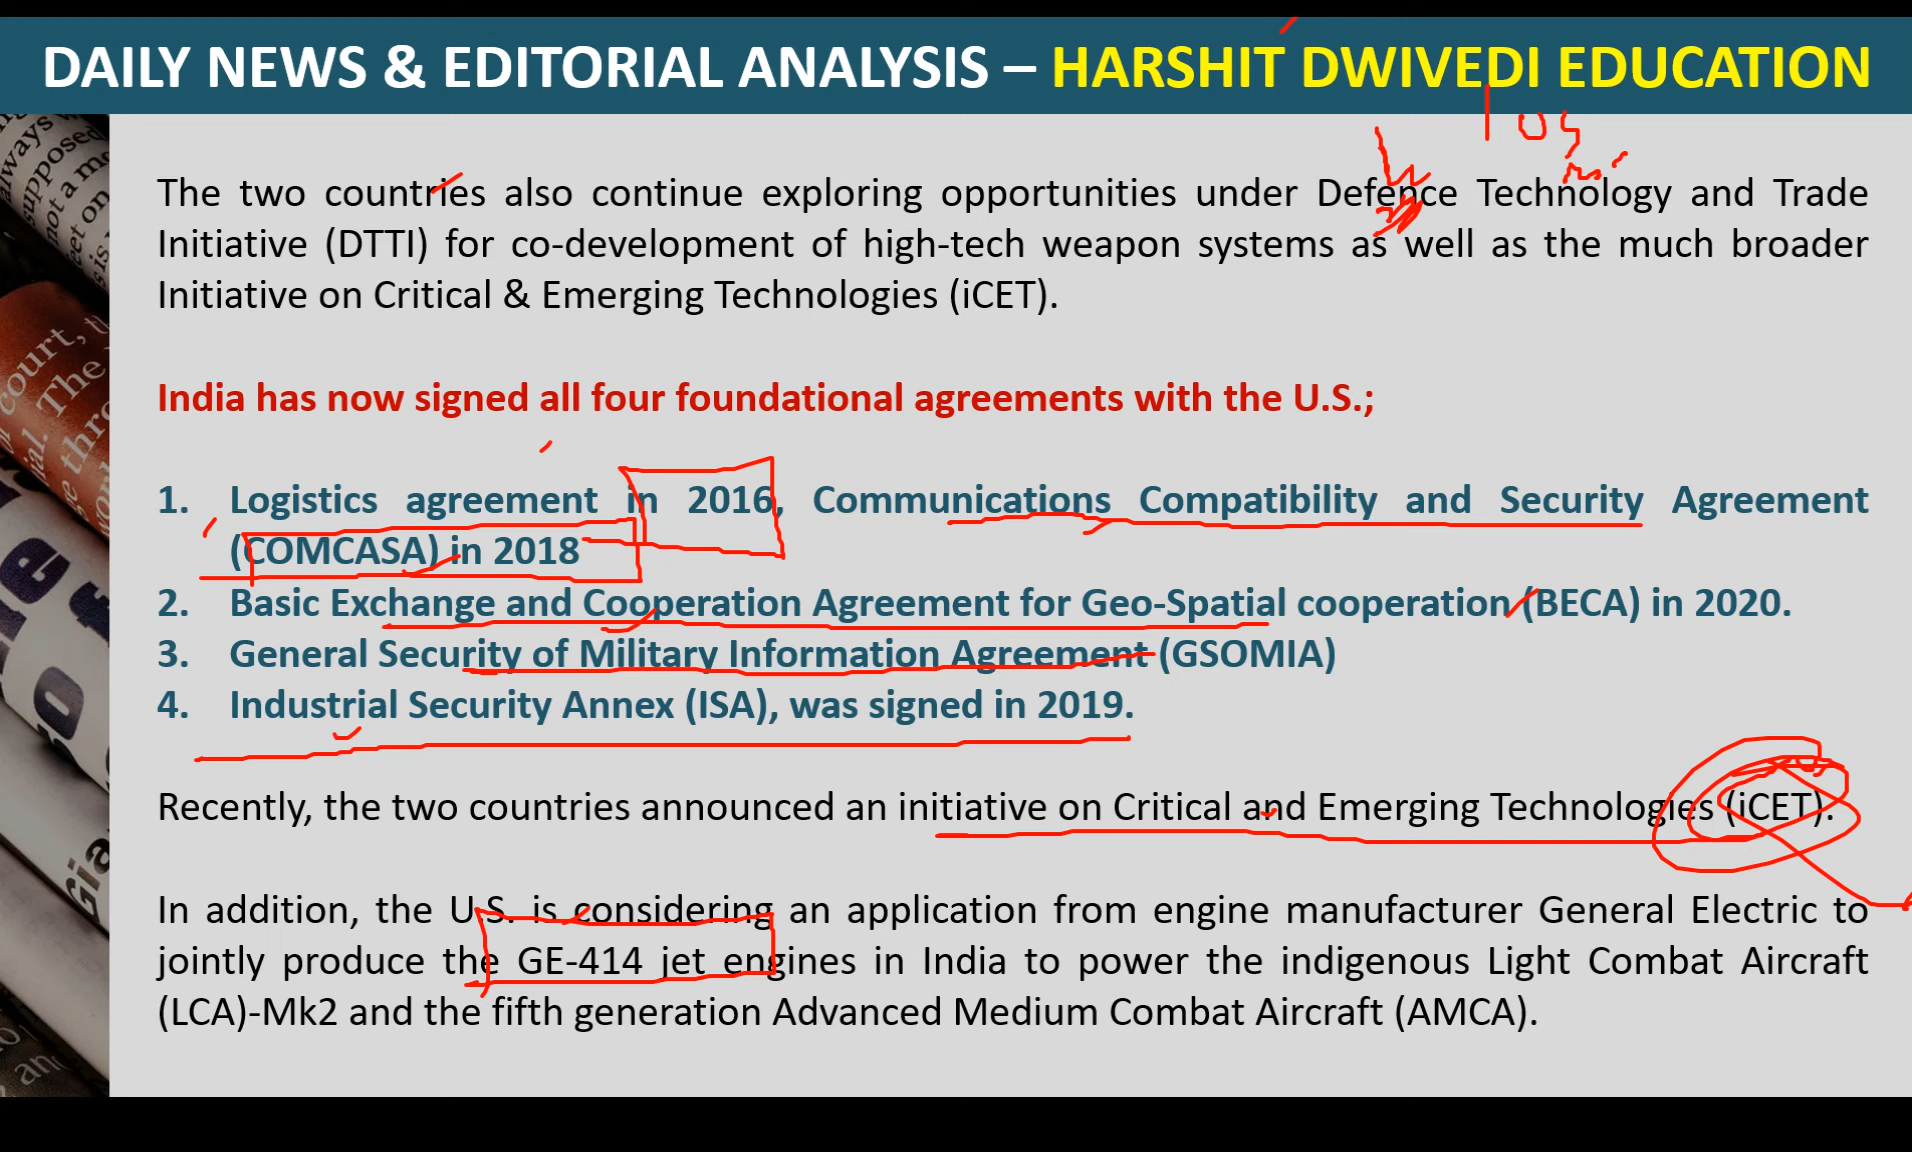 DAILY NEWS & EDITORIAL ANALYSIS – HARSHIT DWIVEDI EDUCATION
The two countries also continue exploring opportunities under Defence Technology and Trade
Initiative (DTTI) for co-development of high-tech weapon systems as well as the much broader
Initiative on Critical & Emerging Technologies (iCET).
India has now signed all four foundational agreements with the U.S.;
1. Logistics agreement in 2016, Communications Compatibility and Security Agreement
(COMCASA) in 2018
2. Basic Exchange and Cooperation Agreement for Geo-Spatial cooperation (BECA) in 2020.
3. General Security of Military Information Agreement (GSOMIA)
4. Industrial Security Annex (ISA), was signed in 2019.
Recently, the two countries announced an initiative on Critical and Emerging Technologies (iCET).
In addition, the U.S. is considering an application from engine manufacturer General Electric to
jointly produce the GE-414 jet engines in India to power the indigenous Light Combat Aircraft
(LCA)-Mk2 and the fifth generation Advanced Medium Combat Aircraft (AMCA).